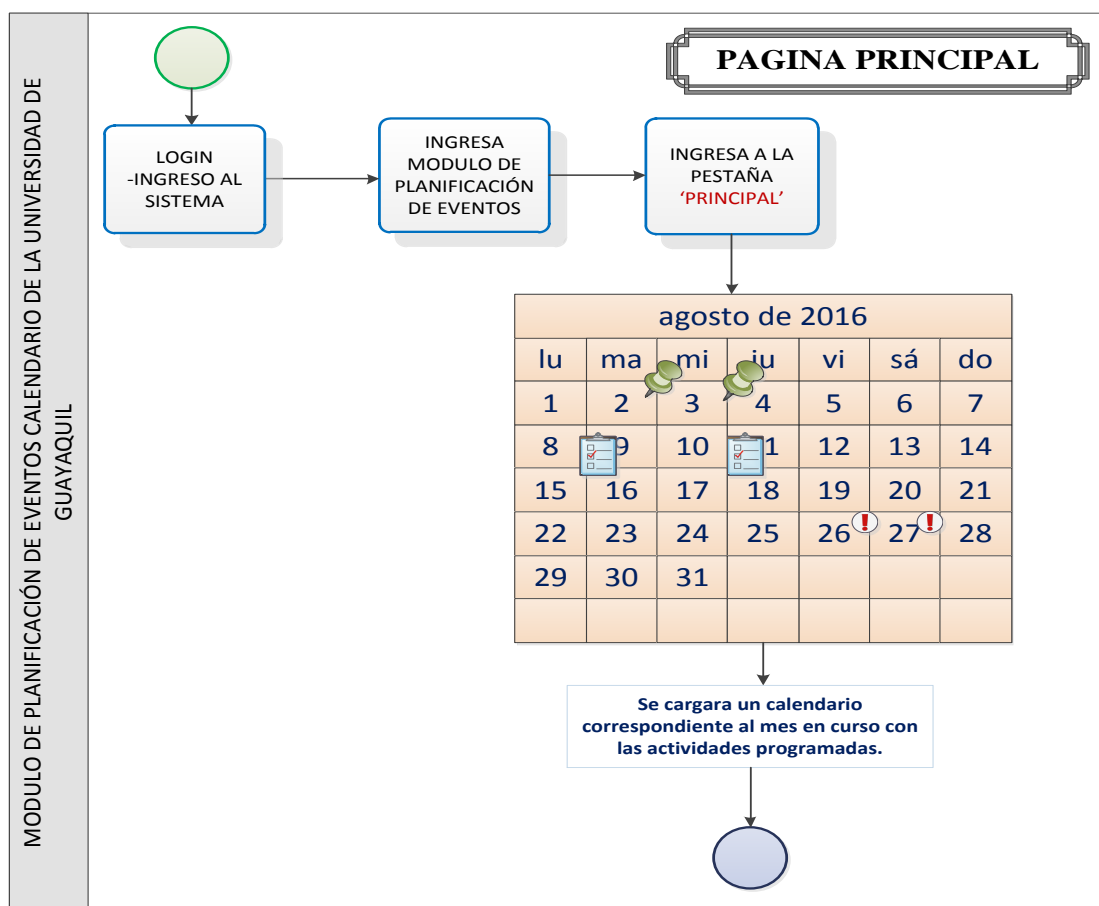 MODULO DE PLANIFICACIÓN DE EVENTOS CALENDARIO DE LA UNIVERSIDAD DE
GUAYAQUIL
PAGINA PRINCIPAL
LOGIN
-INGRESO AL
SISTEMA
INGRESA
MODULO DE
PLANIFICACIÓN
DE EVENTOS
INGRESA A LA
PESTAÑA
‘PRINCIPAL’
agosto de 2016
lu ma mi ju vi sá do
1 2 3 4 5 6 7
8 9 10 11 12 13 14
15 16 17 18 19 20 21
22 23 24 25 26 27 28
29 30 31
Se cargara un calendario
correspondiente al mes en curso con
las actividades programadas.